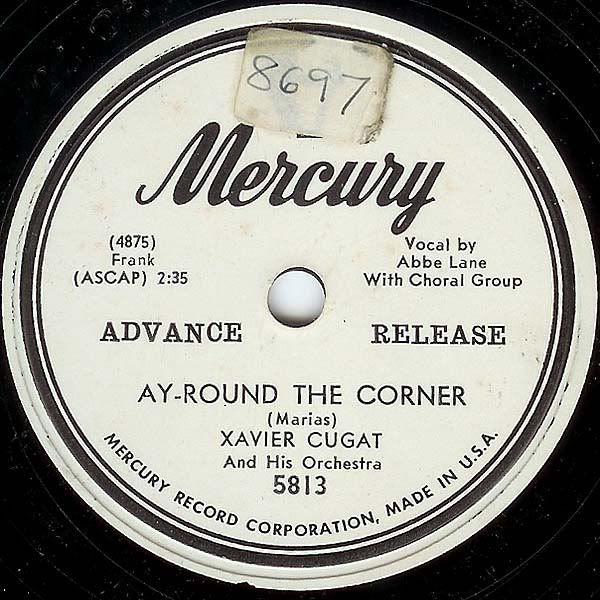 8697
Mercury
(4875)
Frank
(ASCAP) 2:35
Vocal by
Abbe Lane
With Choral Group
ADVANCE RELEASE
AY-ROUND THE CORNER
(Marias)
XAVIER CUGAT
And His Orchestra
5813
MERCURY RECORD CORPORATION, MADE IN U.S.A.